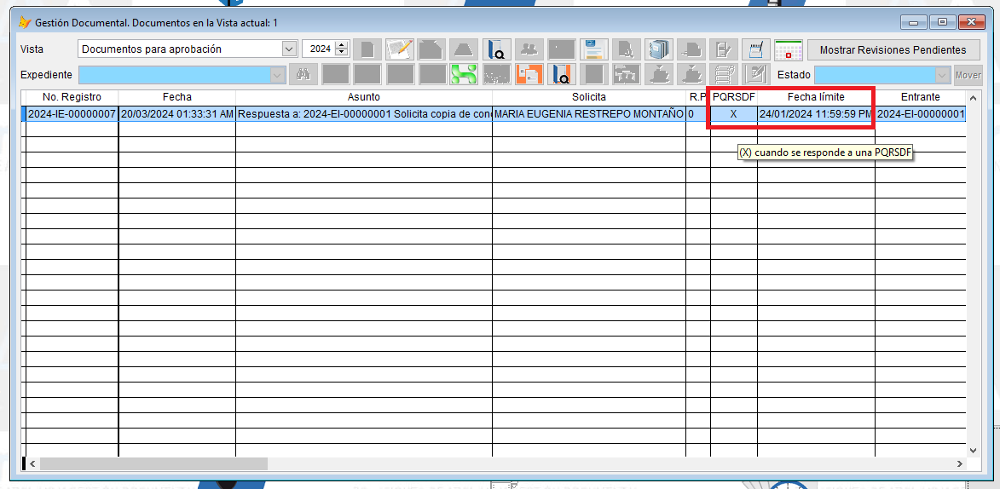 Gestión Documental. Documentos en la Vista actual: 1
Vista Documentos para aprobación 2024 Mostrar Revisiones Pendientes
Expediente Estado Mover
No. Registro Fecha Asunto Solicita R.P PQRSDF Fecha límite Entrante
2024-IE-00000007 20/03/2024 01:33:31 AM Respuesta a: 2024-EI-00000001 Solicita copia de con MARIA EUGENIA RESTREPO MONTAÑO 0 X 24/01/2024 11:59:59 PM 2024-EI-00000001
(X) cuando se responde a una PQRSDF